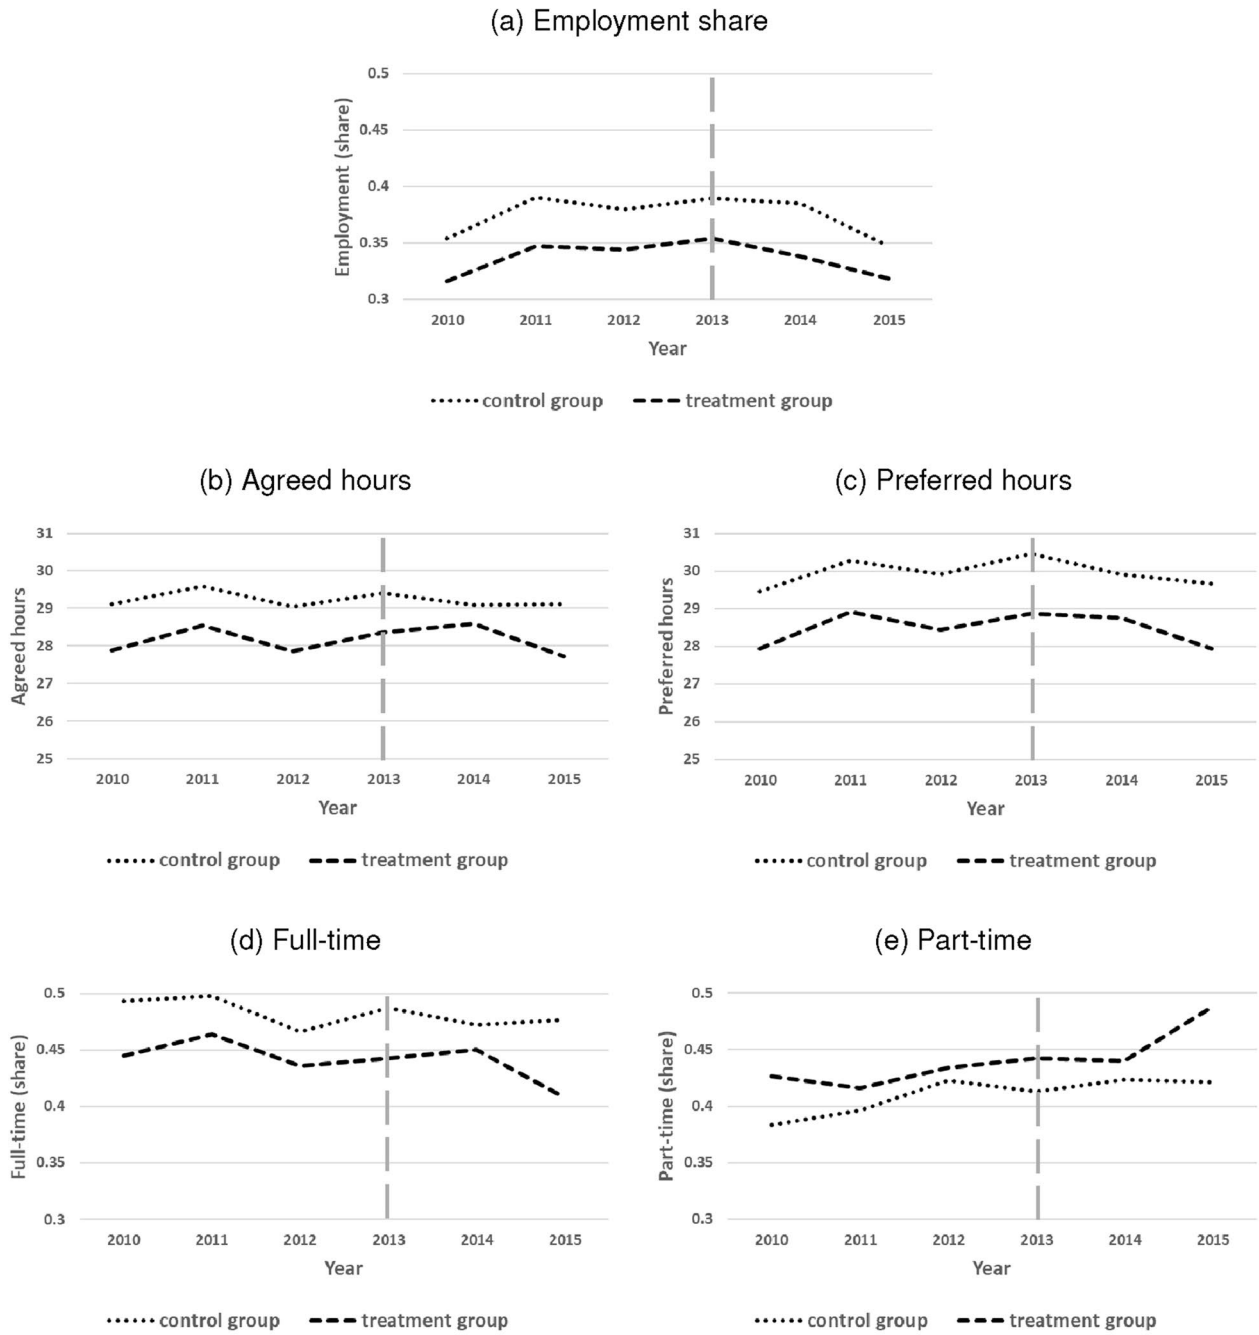 (a) Employment share
Employment (share)
0.5
0.45
0.4
0.35
0.3
2010 2011 2012 2013 2014 2015
Year
control group treatment group
(b) Agreed hours
Agreed hours
31
30
29
28
27
26
25
2010 2011 2012 2013 2014 2015
Year
control group treatment group
(c) Preferred hours
Preferred hours
31
30
29
28
27
26
25
2010 2011 2012 2013 2014 2015
Year
control group treatment group
(d) Full-time
Full-time (share)
0.5
0.45
0.4
0.35
0.3
2010 2011 2012 2013 2014 2015
Year
control group treatment group
(e) Part-time
Part-time (share)
0.5
0.45
0.4
0.35
0.3
2010 2011 2012 2013 2014 2015
Year
control group treatment group